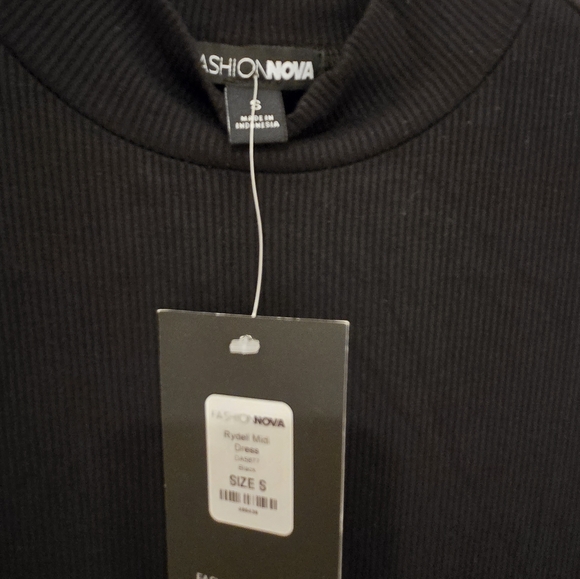 FASHIONNOVA
S
MADE IN
INDONESIA
FASHIONNOVA
Rydell Midi
Dress
Black
SIZE S